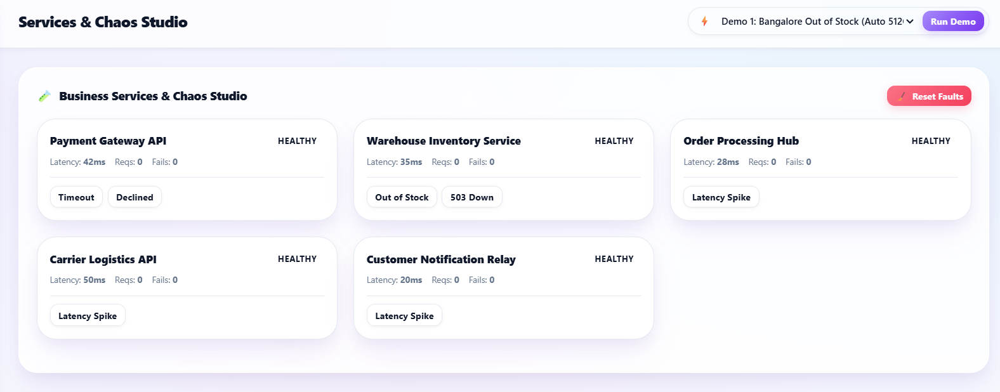 Services & Chaos Studio
Demo 1: Bangalore Out of Stock (Auto 512
Run Demo
Business Services & Chaos Studio
Reset Faults
Payment Gateway API
HEALTHY
Latency: 42ms Reqs: 0 Fails: 0
Timeout
Declined
Warehouse Inventory Service
HEALTHY
Latency: 35ms Reqs: 0 Fails: 0
Out of Stock
503 Down
Order Processing Hub
HEALTHY
Latency: 28ms Reqs: 0 Fails: 0
Latency Spike
Carrier Logistics API
HEALTHY
Latency: 50ms Reqs: 0 Fails: 0
Latency Spike
Customer Notification Relay
HEALTHY
Latency: 20ms Reqs: 0 Fails: 0
Latency Spike